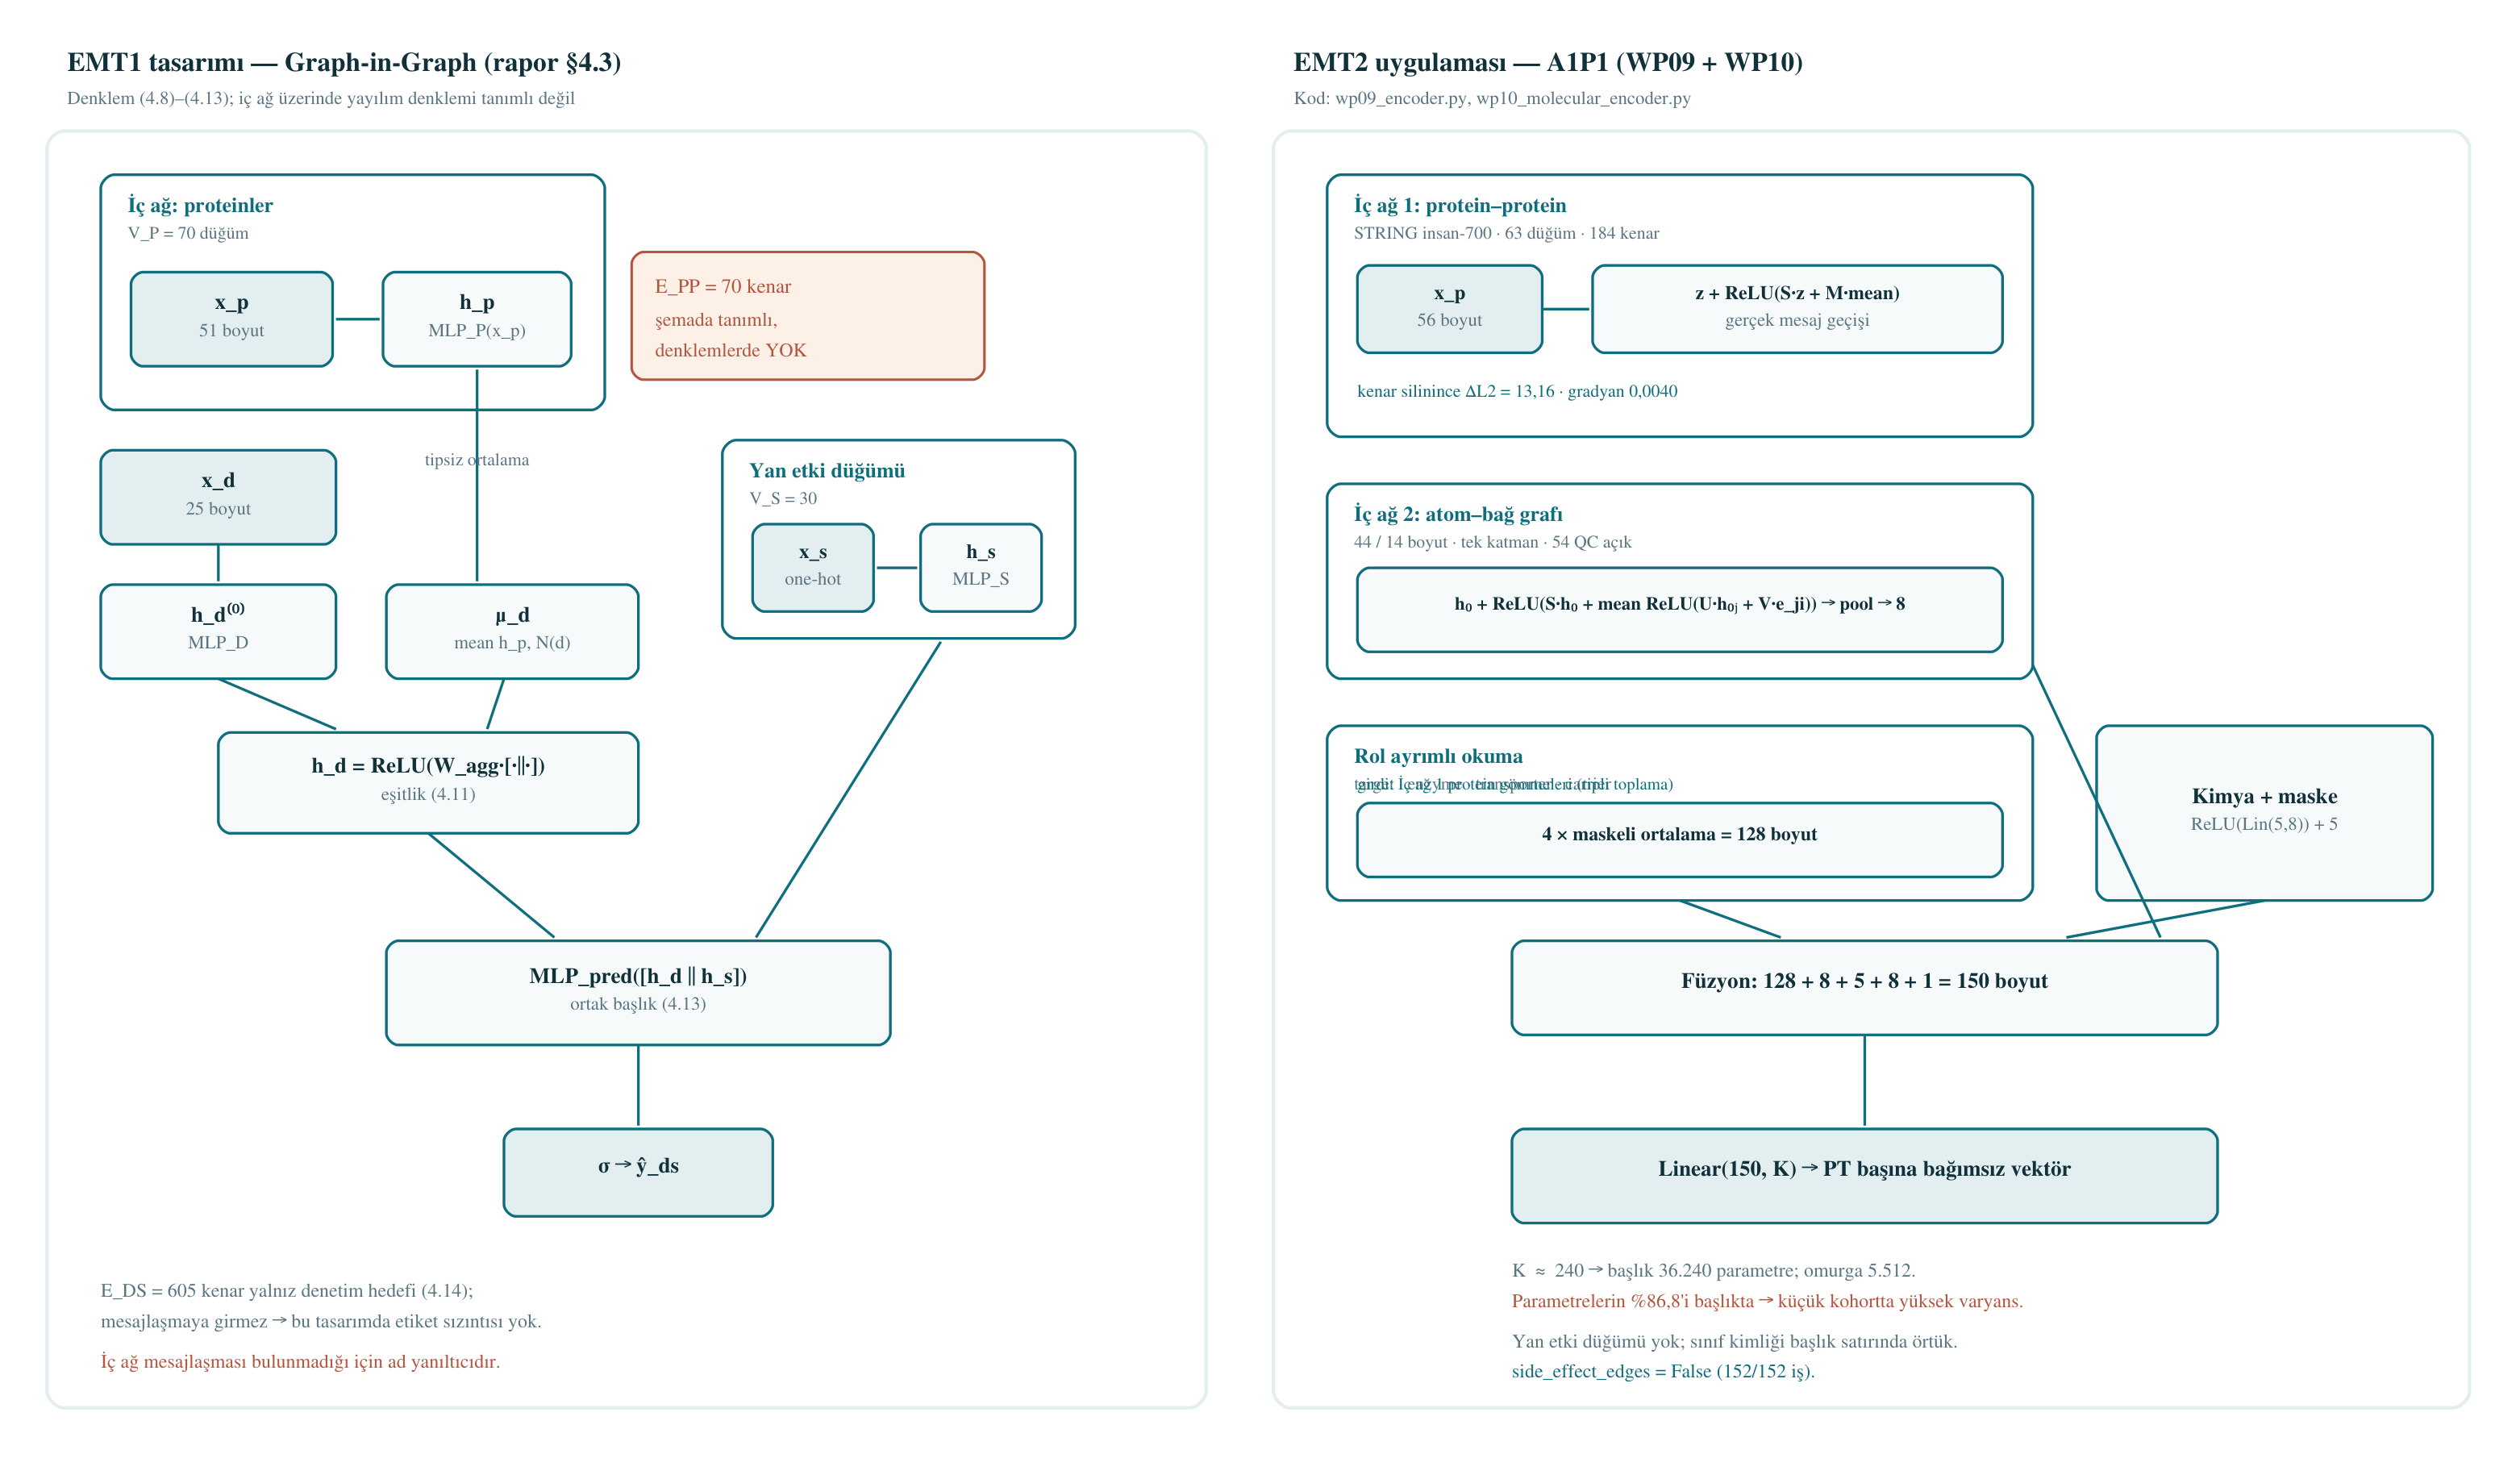 EMT1 tasarımı — Graph-in-Graph (rapor §4.3)
Denklem (4.8)–(4.13); iç ağ üzerinde yayılım denklemi tanımlı değil
İç ağ: proteinler
V_P = 70 düğüm
x_p
51 boyut
h_p
MLP_P(x_p)
E_PP = 70 kenar
şemada tanımlı,
denklemlerde YOK
tipsiz ortalama
x_d
25 boyut
Yan etki düğümü
V_S = 30
x_s
one-hot
h_s
MLP_S
h_d⁽⁰⁾
MLP_D
μ_d
mean h_p, N(d)
h_d = ReLU(W_agg·[·‖·])
eşitlik (4.11)
MLP_pred([h_d ‖ h_s])
ortak başlık (4.13)
σ → ŷ_ds
E_DS = 605 kenar yalnız denetim hedefi (4.14);
mesajlaşmaya girmez → bu tasarımda etiket sızıntısı yok.
İç ağ mesajlaşması bulunmadığı için ad yanıltıcıdır.
EMT2 uygulaması — A1P1 (WP09 + WP10)
Kod: wp09_encoder.py, wp10_molecular_encoder.py
İç ağ 1: protein–protein
STRING insan-700 · 63 düğüm · 184 kenar
x_p
56 boyut
z + ReLU(S·z + M·mean)
gerçek mesaj geçişi
kenar silinince ΔL2 = 13,16 · gradyan 0,0040
İç ağ 2: atom–bağ grafı
44 / 14 boyut · tek katman · 54 QC açık
h₀ + ReLU(S·h₀ + mean ReLU(U·h₀ⱼ + V·e_ji)) → pool → 8
Rol ayrımlı okuma
(tipli toplama)
4 × maskeli ortalama = 128 boyut
Kimya + maske
ReLU(Lin(5,8)) + 5
Füzyon: 128 + 8 + 5 + 8 + 1 = 150 boyut
Linear(150, K) → PT başına bağımsız vektör
K ≈ 240 → başlık 36.240 parametre; omurga 5.512.
Parametrelerin %86,8'i başlıkta → küçük kohortta yüksek varyans.
Yan etki düğümü yok; sınıf kimliği başlık satırında örtük.
side_effect_edges = False (152/152 iş).